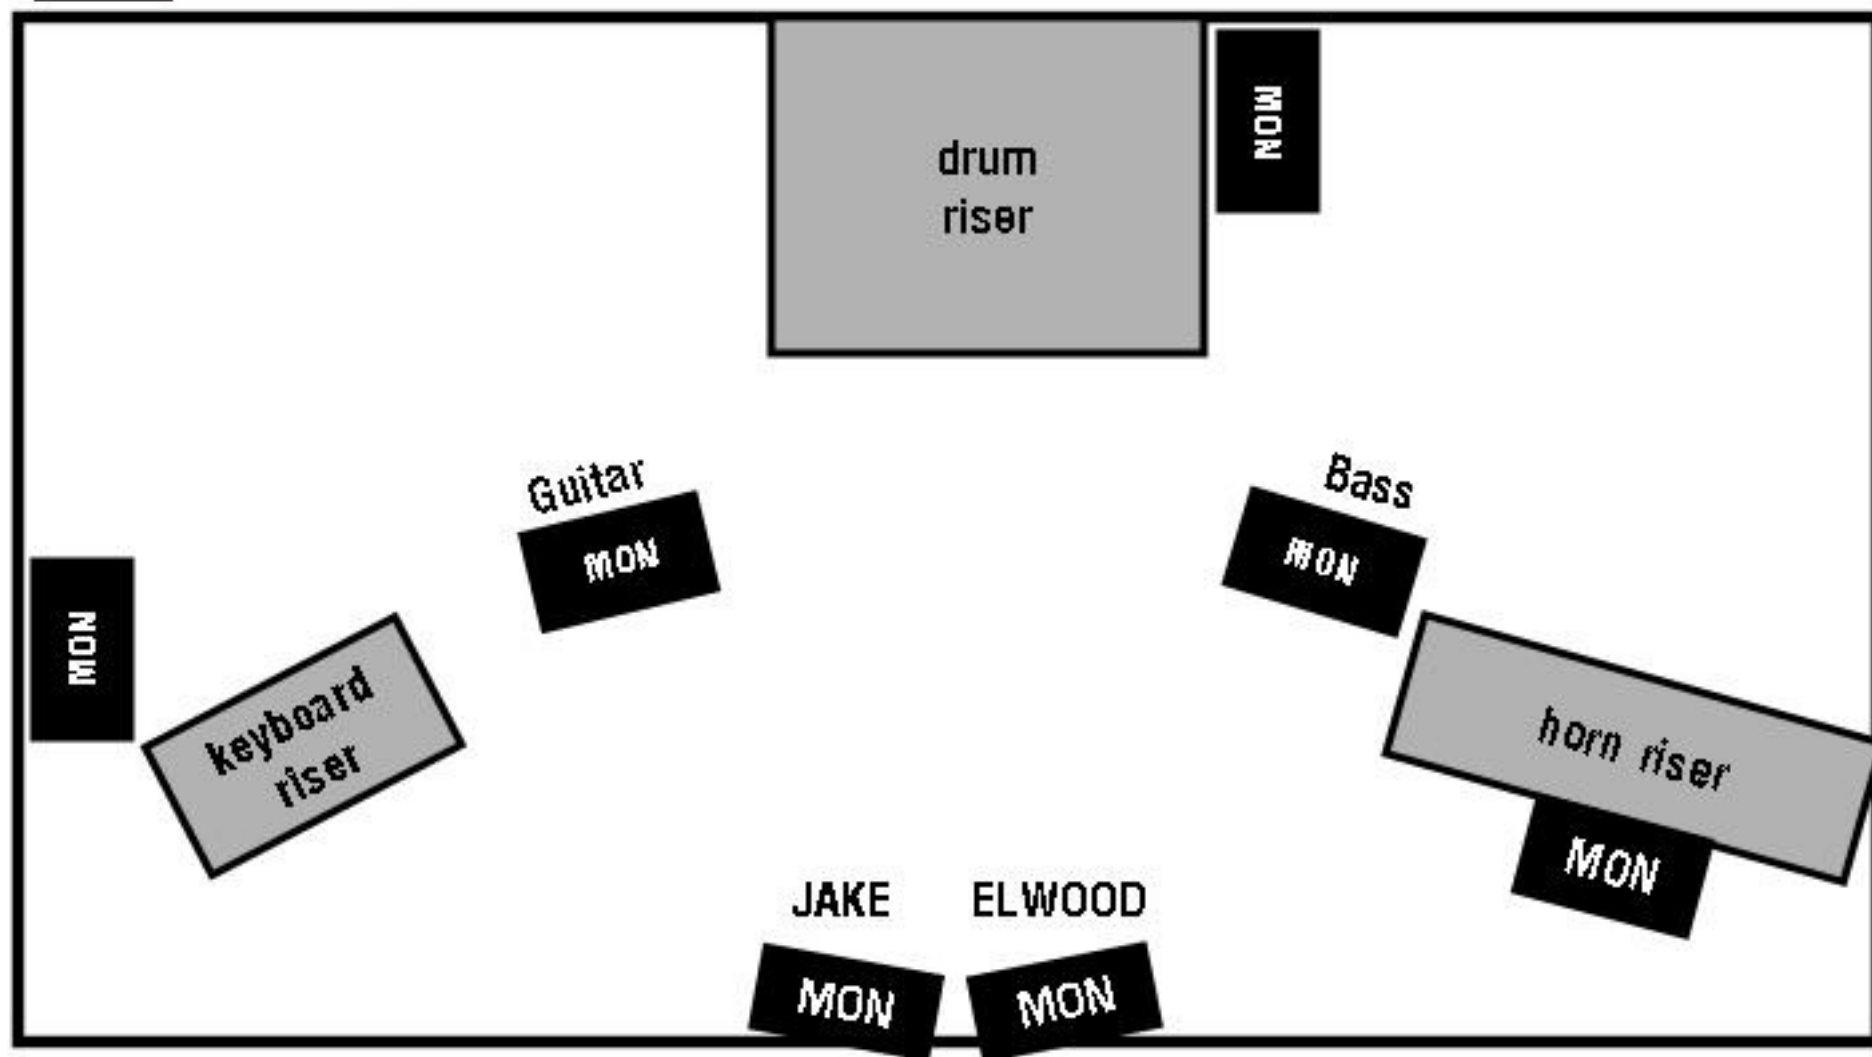 drum
riser
MON
Guitar
MON
Bass
MON
MON
keyboard
riser
horn riser
MON
JAKE
ELWOOD
MON
MON